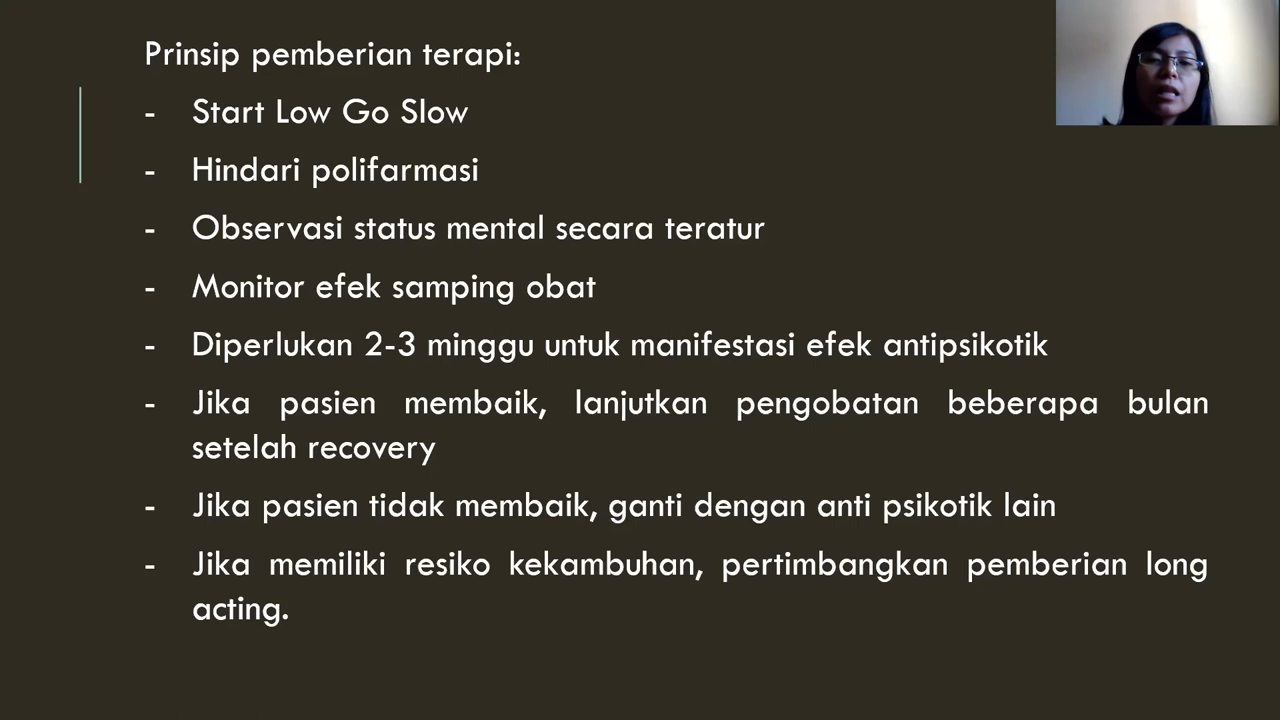 Prinsip pemberian terapi:
- Start Low Go Slow
- Hindari polifarmasi
- Observasi status mental secara teratur
- Monitor efek samping obat
- Diperlukan 2-3 minggu untuk manifestasi efek antipsikotik
- Jika pasien membaik, lanjutkan pengobatan beberapa bulan
setelah recovery
- Jika pasien tidak membaik, ganti dengan anti psikotik lain
- Jika memiliki resiko kekambuhan, pertimbangkan pemberian long
acting.